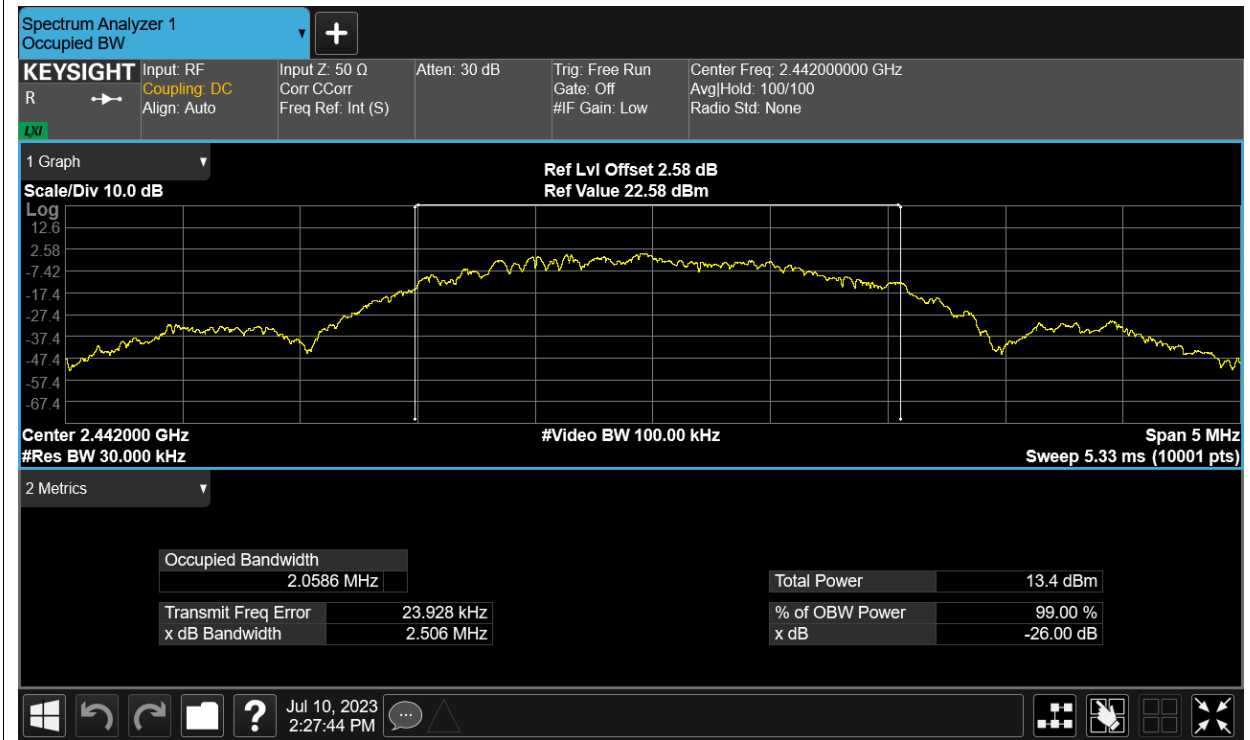 Spectrum Analyzer 1
Occupied BW
KEYSIGHT
R
LXI
Input: RF
Coupling: DC
Align: Auto
Input Z: 50 Ω
Corr CCorr
Freq Ref: Int (S)
Atten: 30 dB
Trig: Free Run
Gate: Off
#IF Gain: Low
Center Freq: 2.442000000 GHz
Avg|Hold: 100/100
Radio Std: None
1 Graph
Scale/Div 10.0 dB
Ref Lvl Offset 2.58 dB
Ref Value 22.58 dBm
Log
12.6
2.58
-7.42
-17.4
-27.4
-37.4
-47.4
-57.4
-67.4
Center 2.442000 GHz
#Video BW 100.00 kHz
Span 5 MHz
#Res BW 30.000 kHz
Sweep 5.33 ms (10001 pts)
2 Metrics
Occupied Bandwidth
2.0586 MHz
Total Power 13.4 dBm
Transmit Freq Error 23.928 kHz
% of OBW Power 99.00 %
x dB Bandwidth 2.506 MHz
x dB -26.00 dB
?
Jul 10, 2023
2:27:44 PM